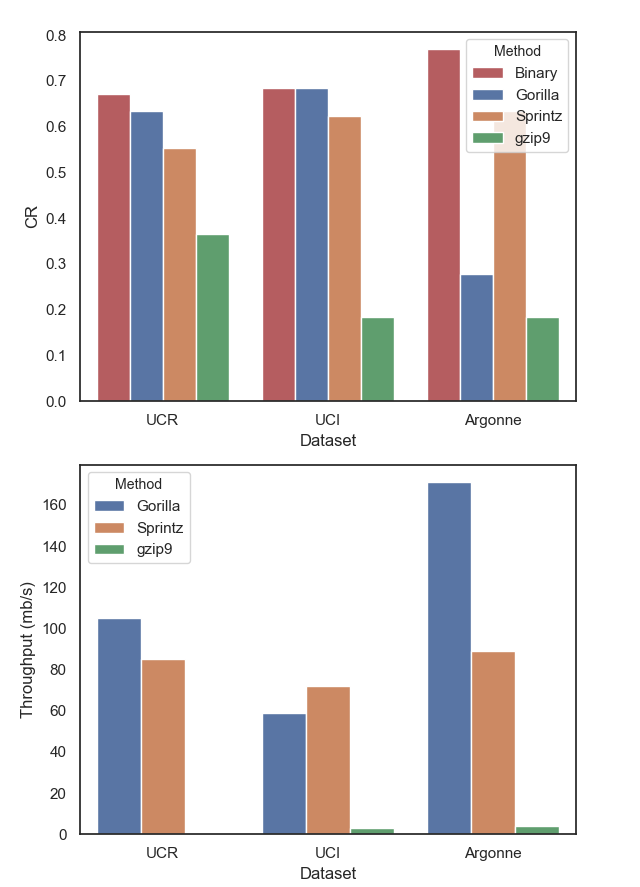 0.8
0.7
0.6
0.5
0.4
0.3
0.2
0.1
0.0
CR
Method
Binary
Gorilla
Sprintz
gzip9
UCR UCI Argonne
Dataset
160
140
120
100
80
60
40
20
0
Throughput (mb/s)
Method
Gorilla
Sprintz
gzip9
UCR UCI Argonne
Dataset